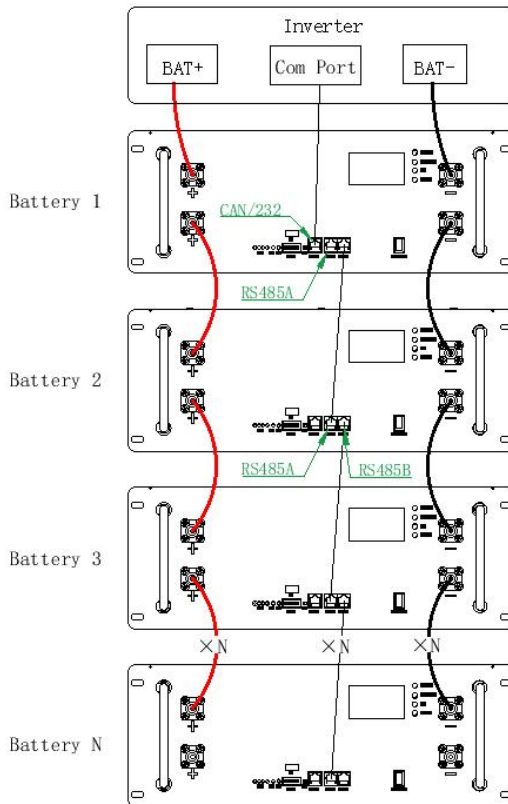 Inverter
BAT+ Com Port BAT-
Battery 1
CAN/232
RS485A
Battery 2
RS485A RS485B
Battery 3
×N ×N ×N
Battery N